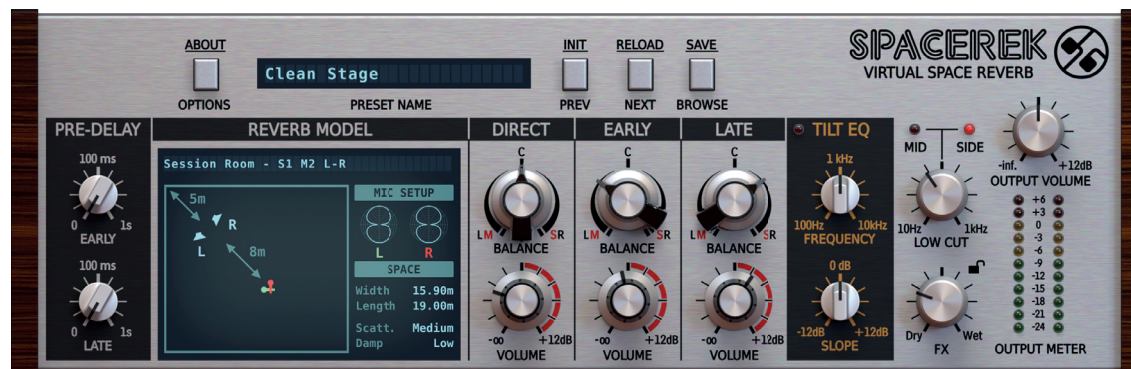 ABOUT
OPTIONS
Clean Stage
PRESET NAME
INIT
PREV
RELOAD
NEXT
SAVE
BROWSE
SPACEREK
VIRTUAL SPACE REVERB
PRE-DELAY
100 ms
0 1s
EARLY
100 ms
0 1s
LATE
REVERB MODEL
Session Room - S1 M2 L-R
5m
R
L
8m
MIC SETUP
L R
SPACE
Width 15.90m
Length 19.00m
Scatt. Medium
Damp Low
DIRECT
C
LM SR
BALANCE
-∞ +12dB
VOLUME
EARLY
C
LM SR
BALANCE
-∞ +12dB
VOLUME
LATE
C
LM SR
BALANCE
-∞ +12dB
VOLUME
TILT EQ
1 kHz
100Hz 10kHz
FREQUENCY
0 dB
-12dB +12dB
SLOPE
MID SIDE
10Hz 1kHz
LOW CUT
Dry Wet
FX
-inf. +12dB
OUTPUT VOLUME
+6
+3
0
-3
-6
-9
-12
-15
-18
-21
-24
OUTPUT METER